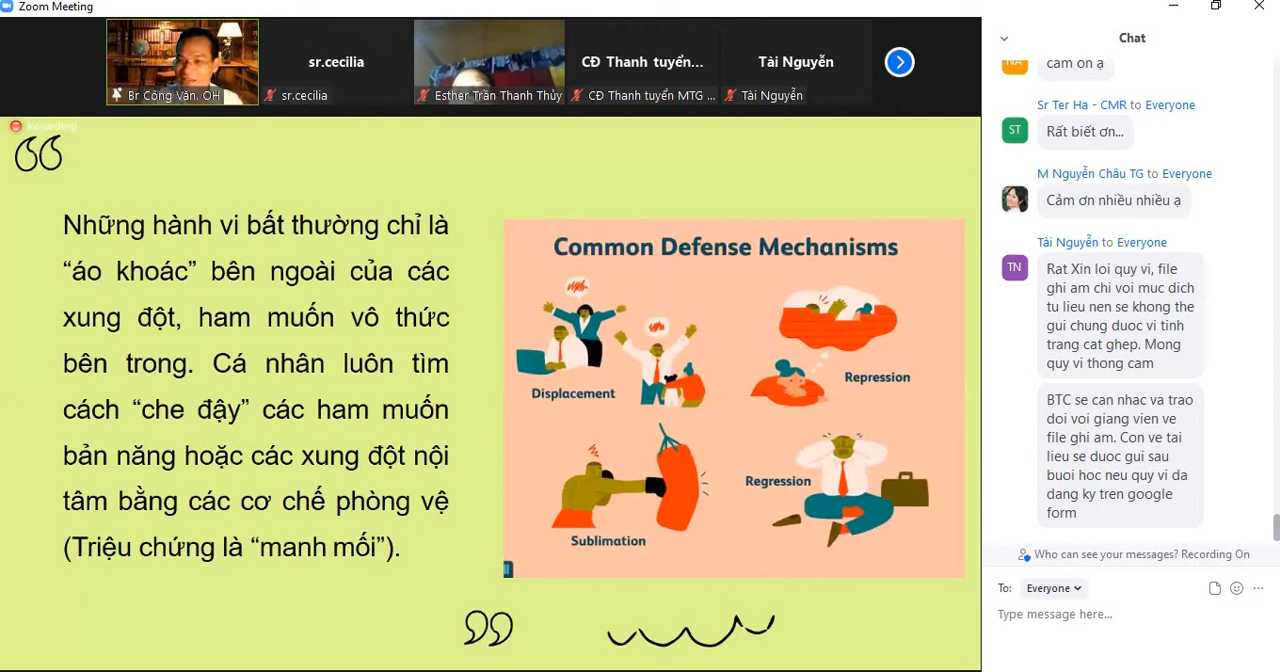 Zoom Meeting
Br Công Vân. OH
sr.cecilia
sr.cecilia
Esther Trần Thanh Thủy
CĐ Thanh tuyển...
CĐ Thanh tuyển MTG ...
Tài Nguyễn
Tài Nguyễn
Recording
“
Những hành vi bất thường chỉ là
“áo khoác” bên ngoài của các
xung đột, ham muốn vô thức
bên trong. Cá nhân luôn tìm
cách “che đậy” các ham muốn
bản năng hoặc các xung đột nội
tâm bằng các cơ chế phòng vệ
(Triệu chứng là “manh mối”).
”
Common Defense Mechanisms
Displacement
Repression
Sublimation
Regression
Chat
NA
cảm ơn ạ
Sr Ter Ha - CMR to Everyone
ST
Rất biết ơn...
M Nguyễn Châu TG to Everyone
Cảm ơn nhiều nhiều ạ
Tài Nguyễn to Everyone
TN
Rat Xin loi quy vi, file
ghi am chi voi muc dich
tu lieu nen se khong the
gui chung duoc vi tinh
trang cat ghep. Mong
quy vi thong cam
BTC se can nhac va trao
doi voi giang vien ve
file ghi am. Con ve tai
lieu se duoc gui sau
buoi hoc neu quy vi da
dang ky tren google
form
Who can see your messages? Recording On
To: Everyone
Type message here...